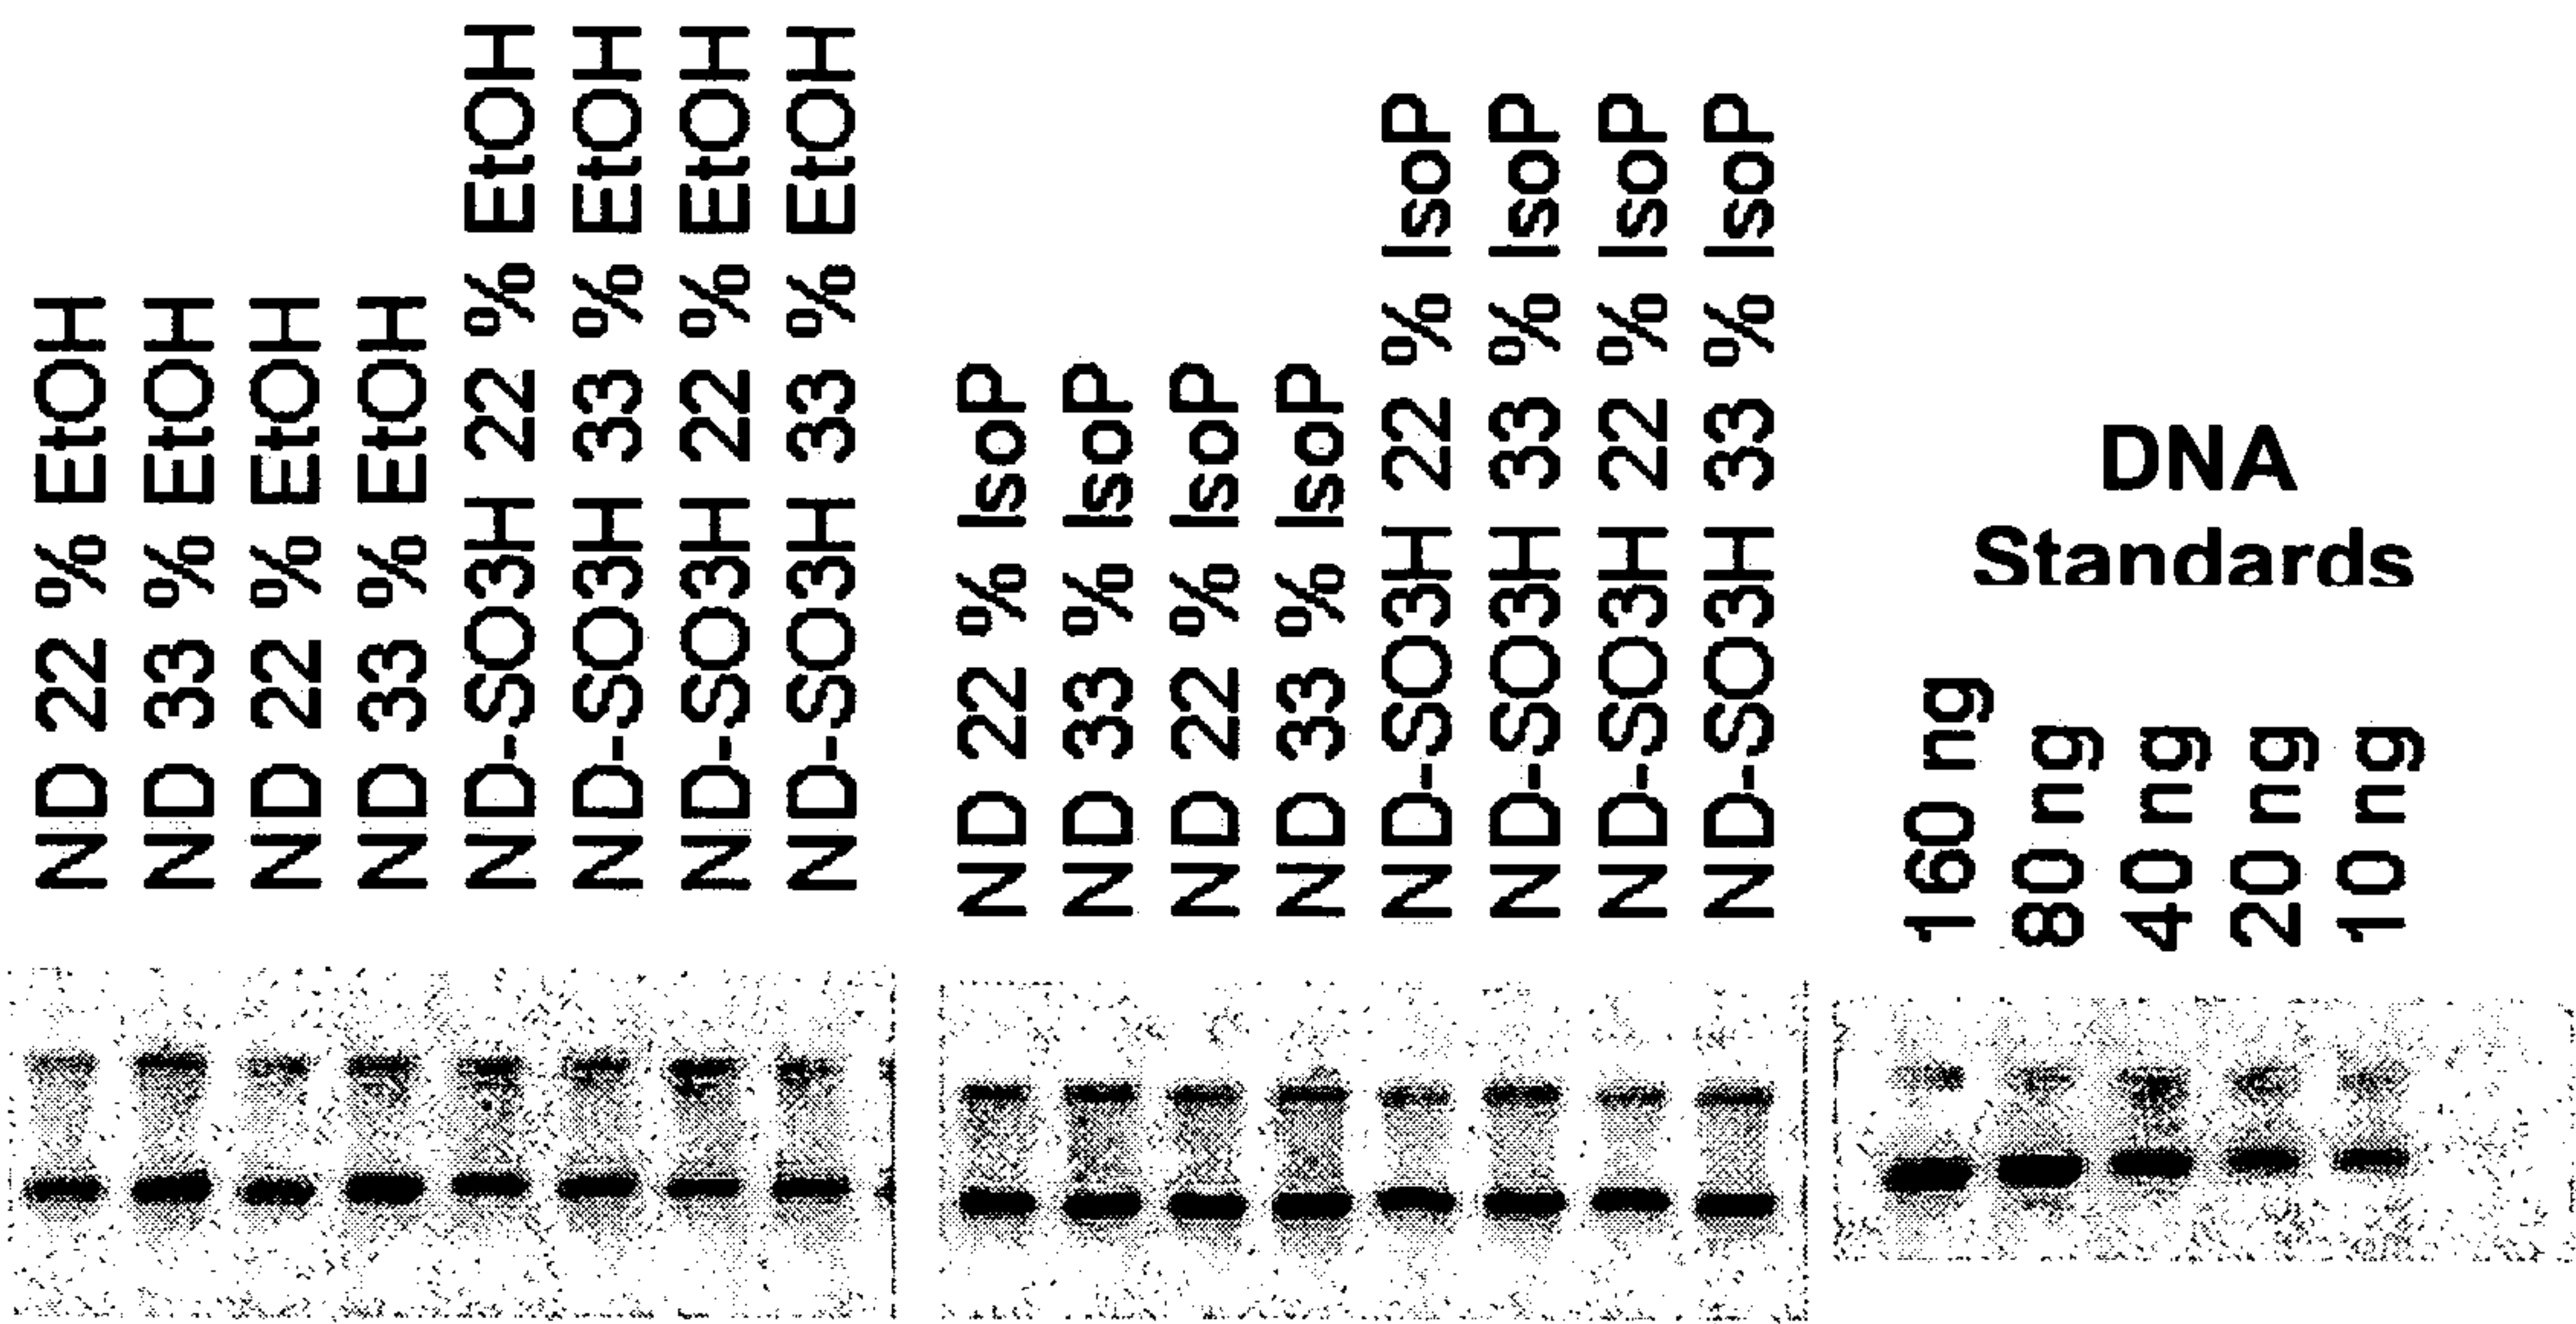 ND 22 % EtOH
ND 33 % EtOH
ND 22 % EtOH
ND 33 % EtOH
ND-SO3H 22 % EtOH
ND-SO3H 33 % EtOH
ND-SO3H 22 % EtOH
ND-SO3H 33 % EtOH
ND 22 % IsoP
ND 33 % IsoP
ND 22 % IsoP
ND 33 % IsoP
ND-SO3H 22 % IsoP
ND-SO3H 33 % IsoP
ND-SO3H 22 % IsoP
ND-SO3H 33 % IsoP
DNA
Standards
160 ng
80 ng
40 ng
20 ng
10 ng